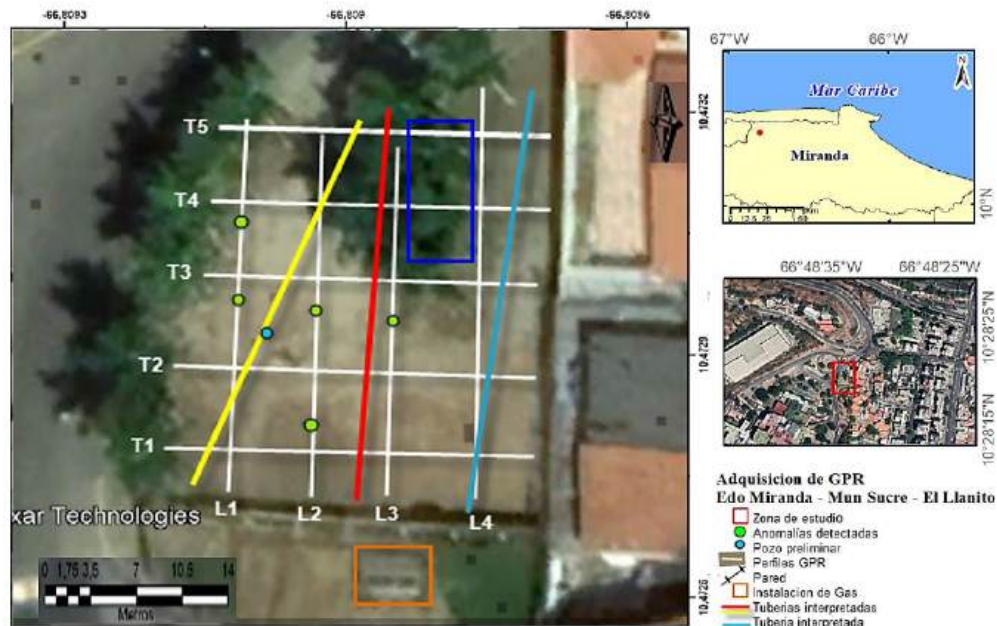 -66,8093
-66,809
-66,8086
T5
T4
T3
T2
T1
L1
L2
L3
L4
10,4732
10,4729
10,4726
xar Technologies
0 1,75 3,5 7 10,5 14
Metros
67°W
66°W
N
Mar Caribe
Miranda
10°N
66°48'35"W
66°48'25"W
10°28'25"N
10°28'15"N
Adquisicion de GPR
Edo Miranda - Mun Sucre - El Llanito
Zona de estudio
Anomalías detectadas
Pozo preliminar
Perfiles GPR
Pared
Instalacion de Gas
Tuberias interpretadas
Tuberia interpretada